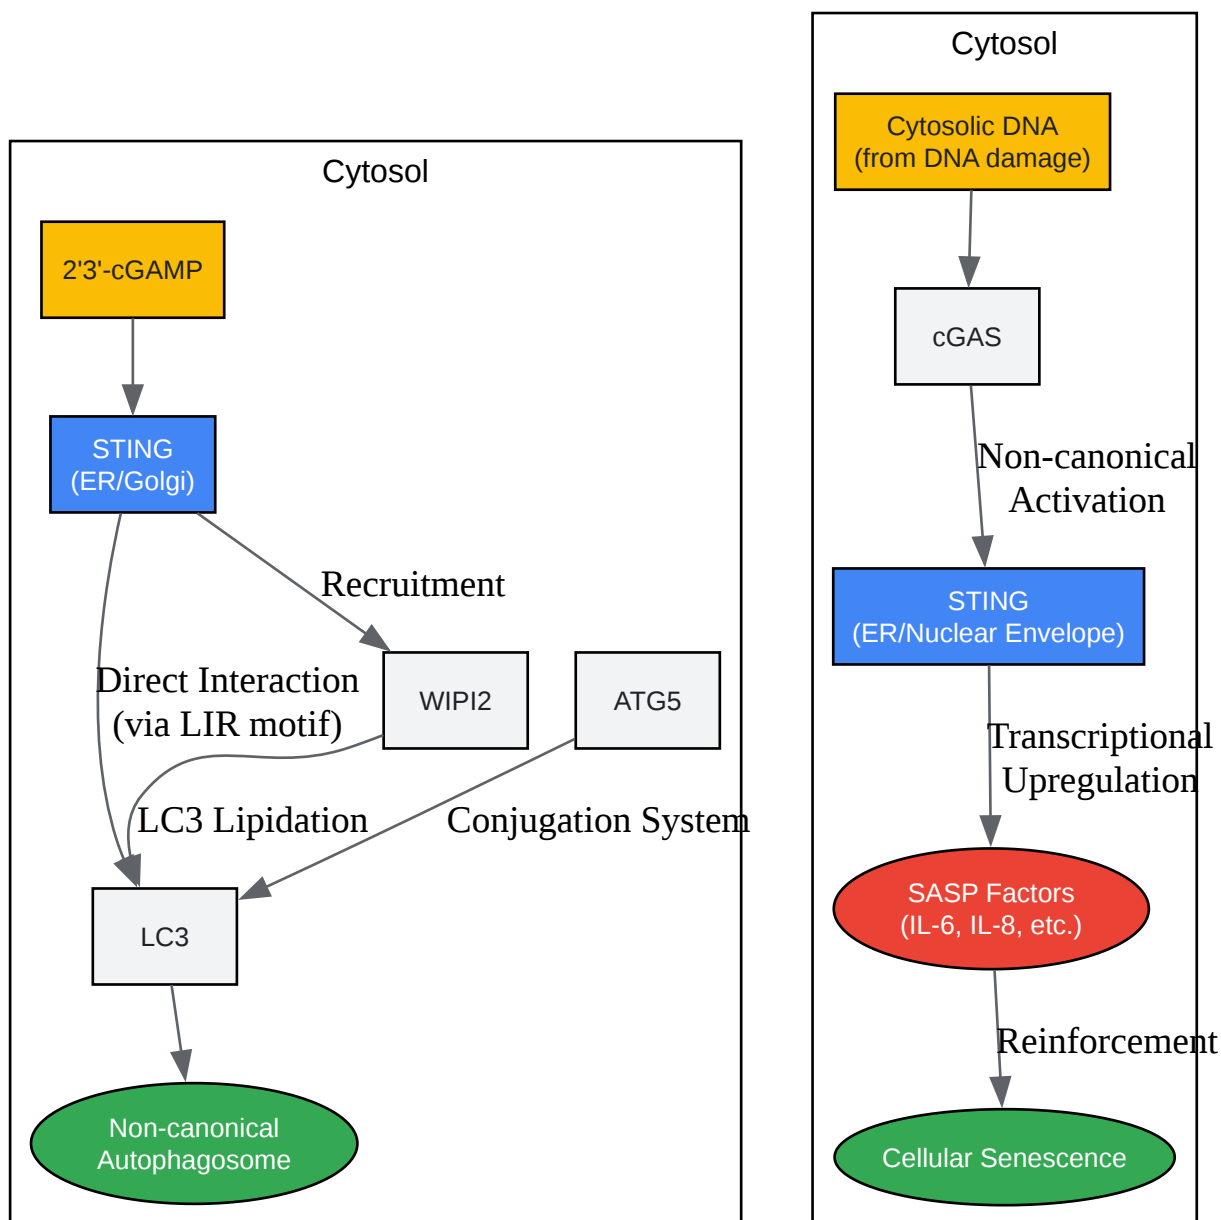 Cytosol
2'3'-cGAMP
STING
(ER/Golgi)
Recruitment
Direct Interaction
(via LIR motif)
WIPI2
ATG5
LC3 Lipidation
Conjugation System
LC3
Non-canonical
Autophagosome
Cytosol
Cytosolic DNA
(from DNA damage)
cGAS
Non-canonical
Activation
STING
(ER/Nuclear Envelope)
Transcriptional
Upregulation
SASP Factors
(IL-6, IL-8, etc.)
Reinforcement
Cellular Senescence